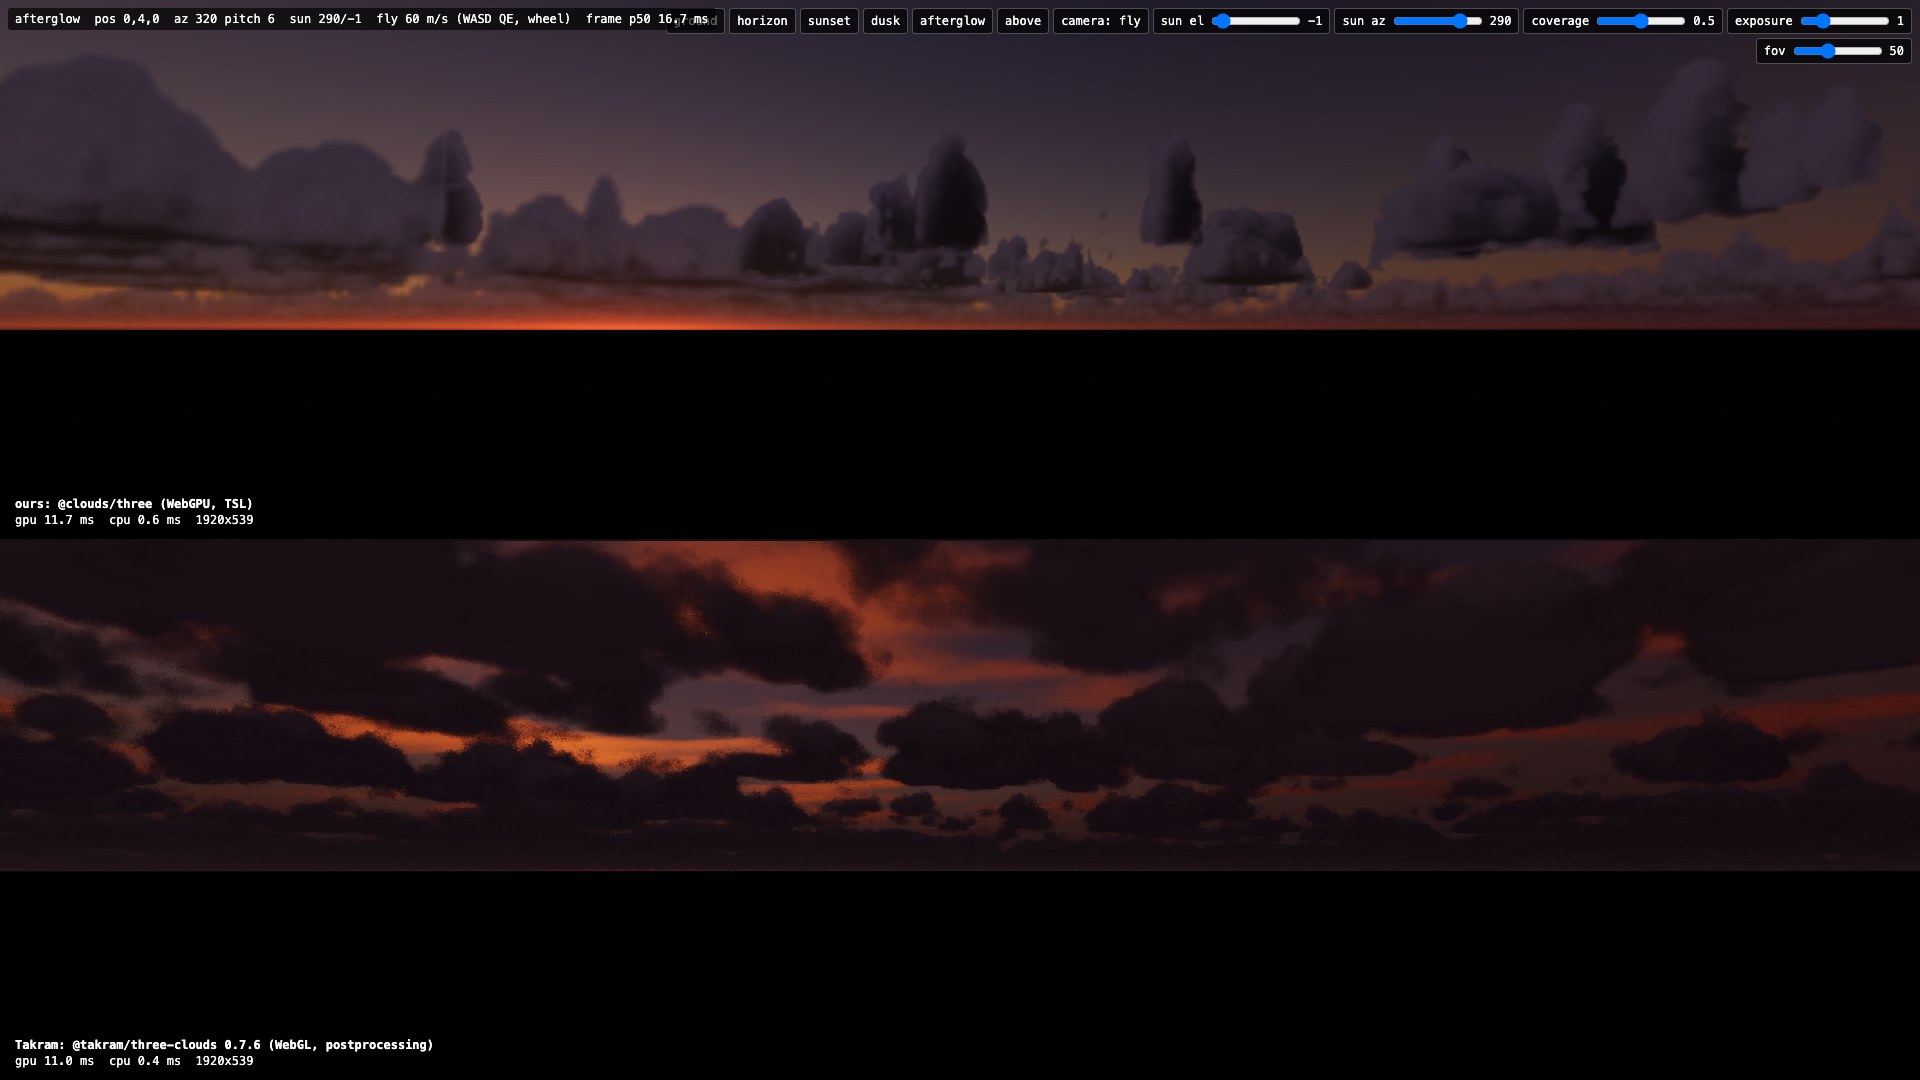 afterglow pos 0,4,0 az 320 pitch 6 sun 290/−1 fly 60 m/s (WASD QE, wheel) frame p50 16.7 ms
horizon sunset dusk afterglow above camera: fly sun el −1 sun az 290 coverage 0.5 exposure 1
fov 50
ours: @clouds/three (WebGPU, TSL)
gpu 11.7 ms cpu 0.6 ms 1920x539
Takram: @takram/three-clouds 0.7.6 (WebGL, postprocessing)
gpu 11.0 ms cpu 0.4 ms 1920x539